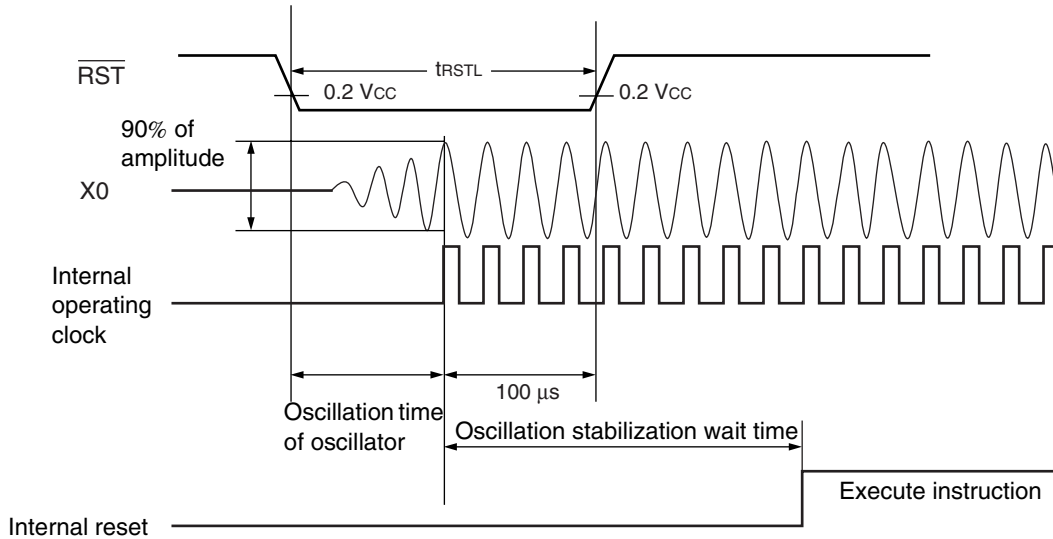 RST
tRSTL
0.2 VCC
0.2 VCC
90% of
amplitude
X0
Internal
operating
clock
100 μs
Oscillation time
of oscillator
Oscillation stabilization wait time
Execute instruction
Internal reset